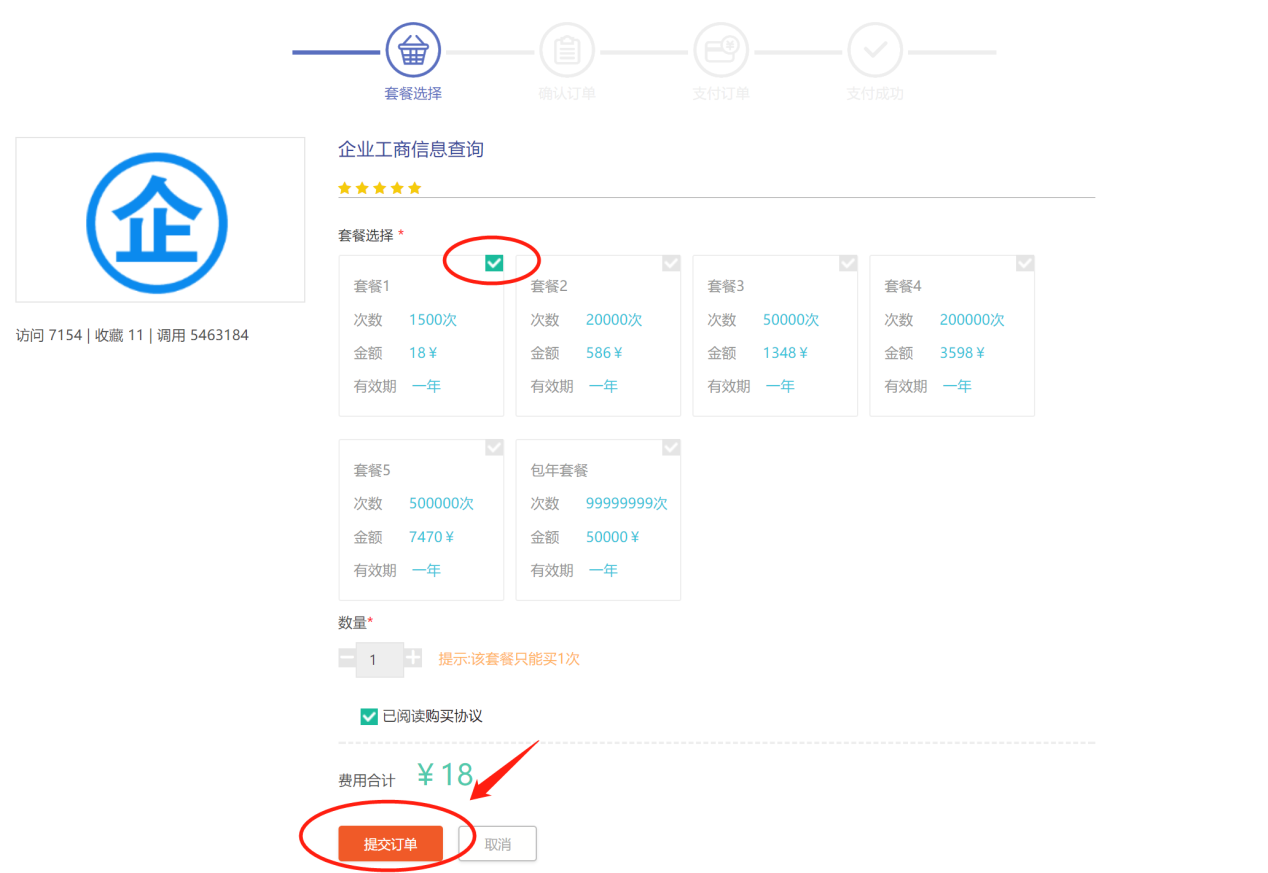 套餐选择
确认订单
支付订单
支付成功
企
访问 7154 | 收藏 11 | 调用 5463184
企业工商信息查询
套餐选择 *
套餐1
次数 1500次
金额 18¥
有效期 一年
套餐2
次数 20000次
金额 586¥
有效期 一年
套餐3
次数 50000次
金额 1348¥
有效期 一年
套餐4
次数 200000次
金额 3598¥
有效期 一年
套餐5
次数 500000次
金额 7470¥
有效期 一年
包年套餐
次数 99999999次
金额 50000¥
有效期 一年
数量*
1
提示:该套餐只能买1次
已阅读购买协议
费用合计 ¥18
提交订单
取消